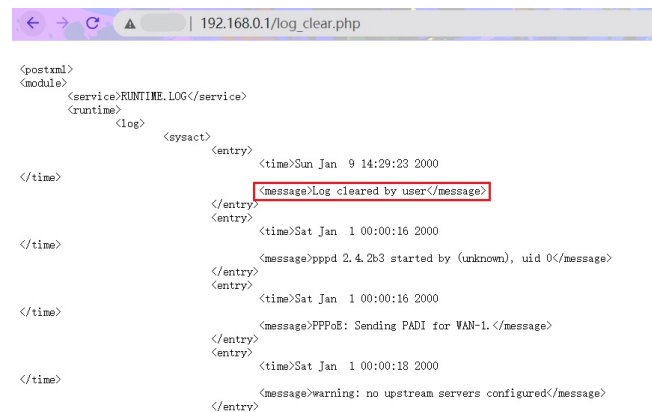 192.168.0.1/log_clear.php
<postxml>
<module>
<service>RUNTIME.LOG</service>
<runtime>
<log>
<sysact>
<entry>
<time>Sun Jan  9 14:29:23 2000
</time>
<message>Log cleared by user</message>
</entry>
<entry>
<time>Sat Jan  1 00:00:16 2000
</time>
<message>pppd 2.4.2b3 started by (unknown), uid 0</message>
</entry>
<entry>
<time>Sat Jan  1 00:00:16 2000
</time>
<message>PPPoE: Sending PADI for WAN-1.</message>
</entry>
<entry>
<time>Sat Jan  1 00:00:18 2000
</time>
<message>warning: no upstream servers configured</message>
</entry>